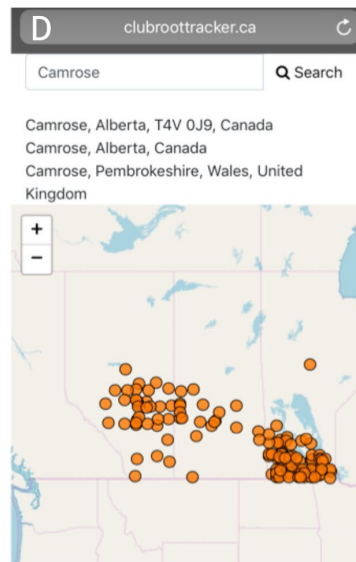 D
clubroottracker.ca
Camrose
Search
Camrose, Alberta, T4V 0J9, Canada
Camrose, Alberta, Canada
Camrose, Pembrokeshire, Wales, United
Kingdom
+
−